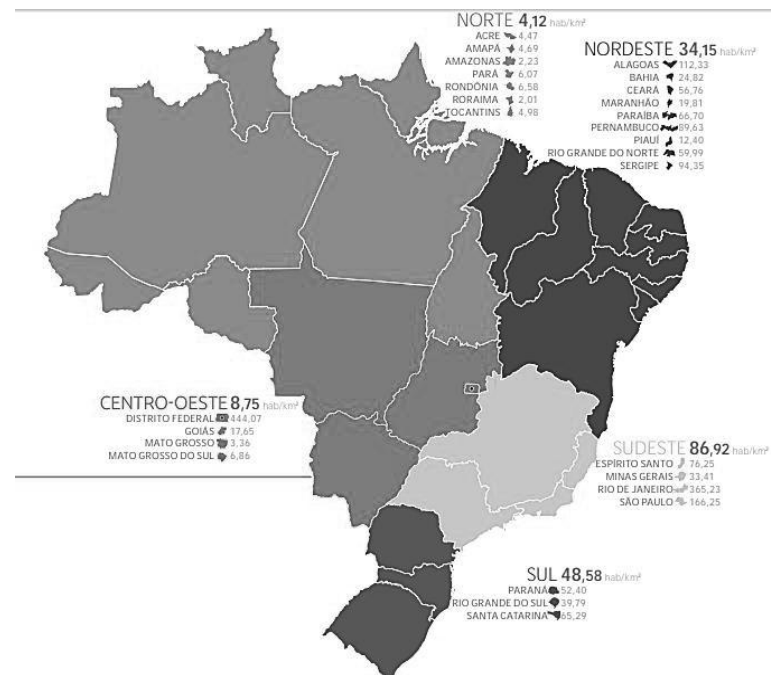 NORTE 4,12 hab/km²
ACRE 4,47
AMAPÁ 4,69
AMAZONAS 2,23
PARÁ 6,07
RONDÔNIA 6,58
RORAIMA 2,01
TOCANTINS 4,98
NORDESTE 34,15 hab/km²
ALAGOAS 112,33
BAHIA 24,82
CEARÁ 56,76
MARANHÃO 19,81
PARAÍBA 66,70
PERNAMBUCO 89,63
PIAUÍ 12,40
RIO GRANDE DO NORTE 59,99
SERGIPE 94,35
CENTRO-OESTE 8,75 hab/km²
DISTRITO FEDERAL 444,07
GOIÁS 17,65
MATO GROSSO 3,36
MATO GROSSO DO SUL 6,86
SUDESTE 86,92 hab/km²
ESPÍRITO SANTO 76,25
MINAS GERAIS 33,41
RIO DE JANEIRO 365,23
SÃO PAULO 166,25
SUL 48,58 hab/km²
PARANÁ 52,40
RIO GRANDE DO SUL 39,79
SANTA CATARINA 65,29